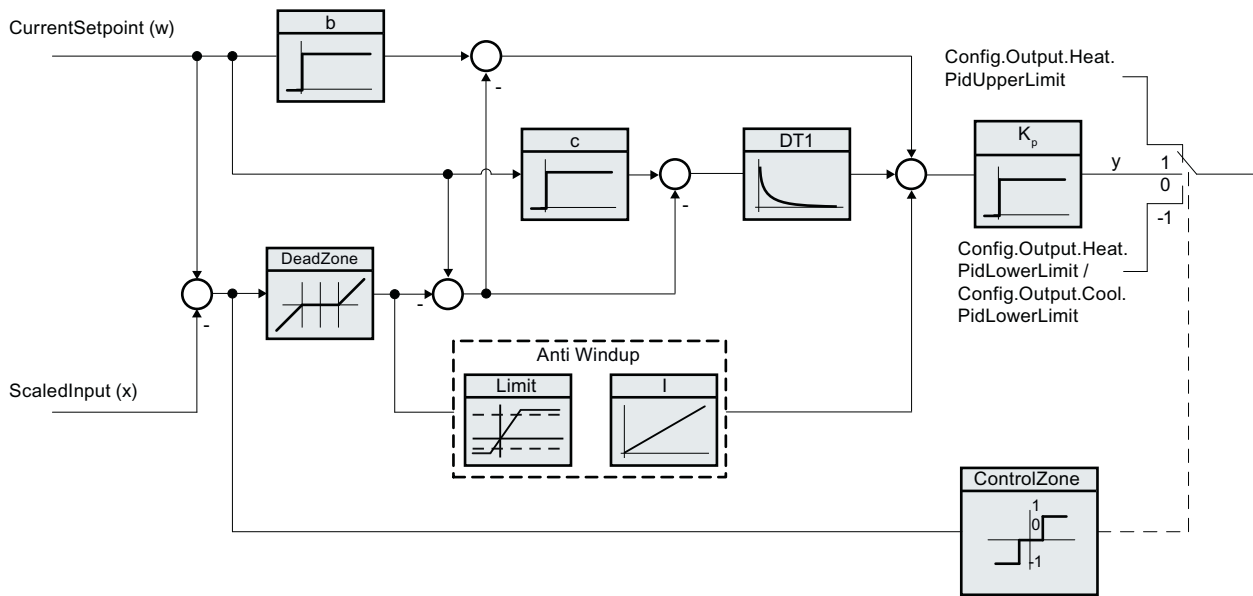 CurrentSetpoint (w)
b
-
Config.Output.Heat.
PidUpperLimit
c
-
DT1
Kp
y
1
0
-1
DeadZone
-
-
Config.Output.Heat.
PidLowerLimit /
Config.Output.Cool.
PidLowerLimit
Anti Windup
Limit
I
ScaledInput (x)
ControlZone
1
0
-1